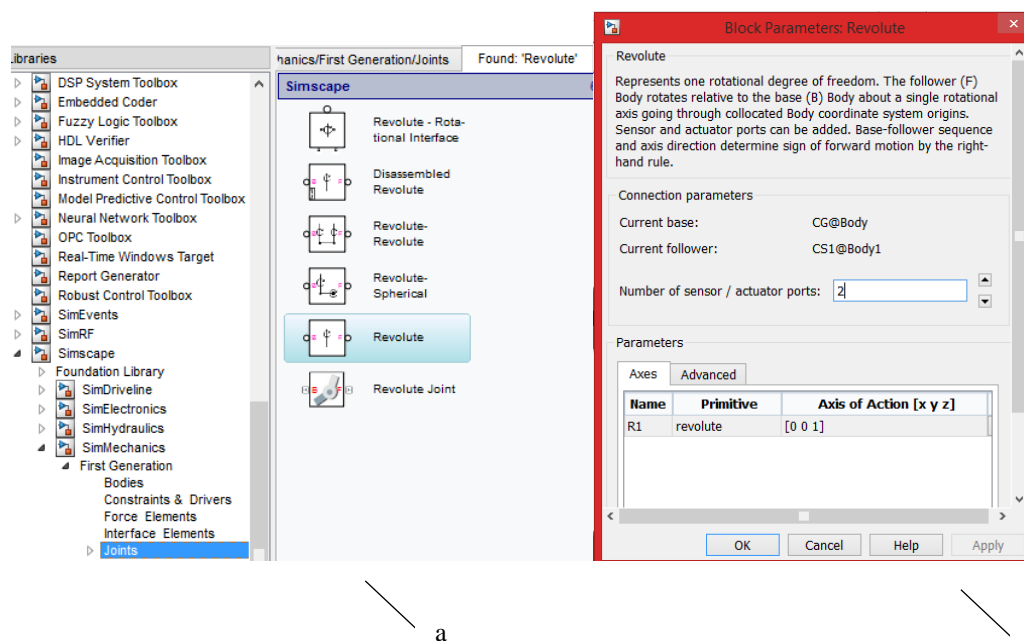 .ibraries
DSP System Toolbox
Embedded Coder
Fuzzy Logic Toolbox
HDL Verifier
Image Acquisition Toolbox
Instrument Control Toolbox
Model Predictive Control Toolbox
Neural Network Toolbox
OPC Toolbox
Real-Time Windows Target
Report Generator
Robust Control Toolbox
SimEvents
SimRF
Simscape
Foundation Library
SimDriveline
SimElectronics
SimHydraulics
SimMechanics
First Generation
Bodies
Constraints & Drivers
Force Elements
Interface Elements
Joints
hanics/First Generation/Joints
Found: 'Revolute'
Simscape
Revolute - Rota-
tional Interface
Disassembled
Revolute
Revolute-
Revolute
Revolute-
Spherical
Revolute
Revolute Joint
Block Parameters: Revolute
Revolute
Represents one rotational degree of freedom. The follower (F)
Body rotates relative to the base (B) Body about a single rotational
axis going through collocated Body coordinate system origins.
Sensor and actuator ports can be added. Base-follower sequence
and axis direction determine sign of forward motion by the right-
hand rule.
Connection parameters
Current base: CG@Body
Current follower: CS1@Body1
Number of sensor / actuator ports: 2
Parameters
Axes Advanced
Name Primitive Axis of Action [x y z]
R1 revolute [0 0 1]
OK Cancel Help Apply
a